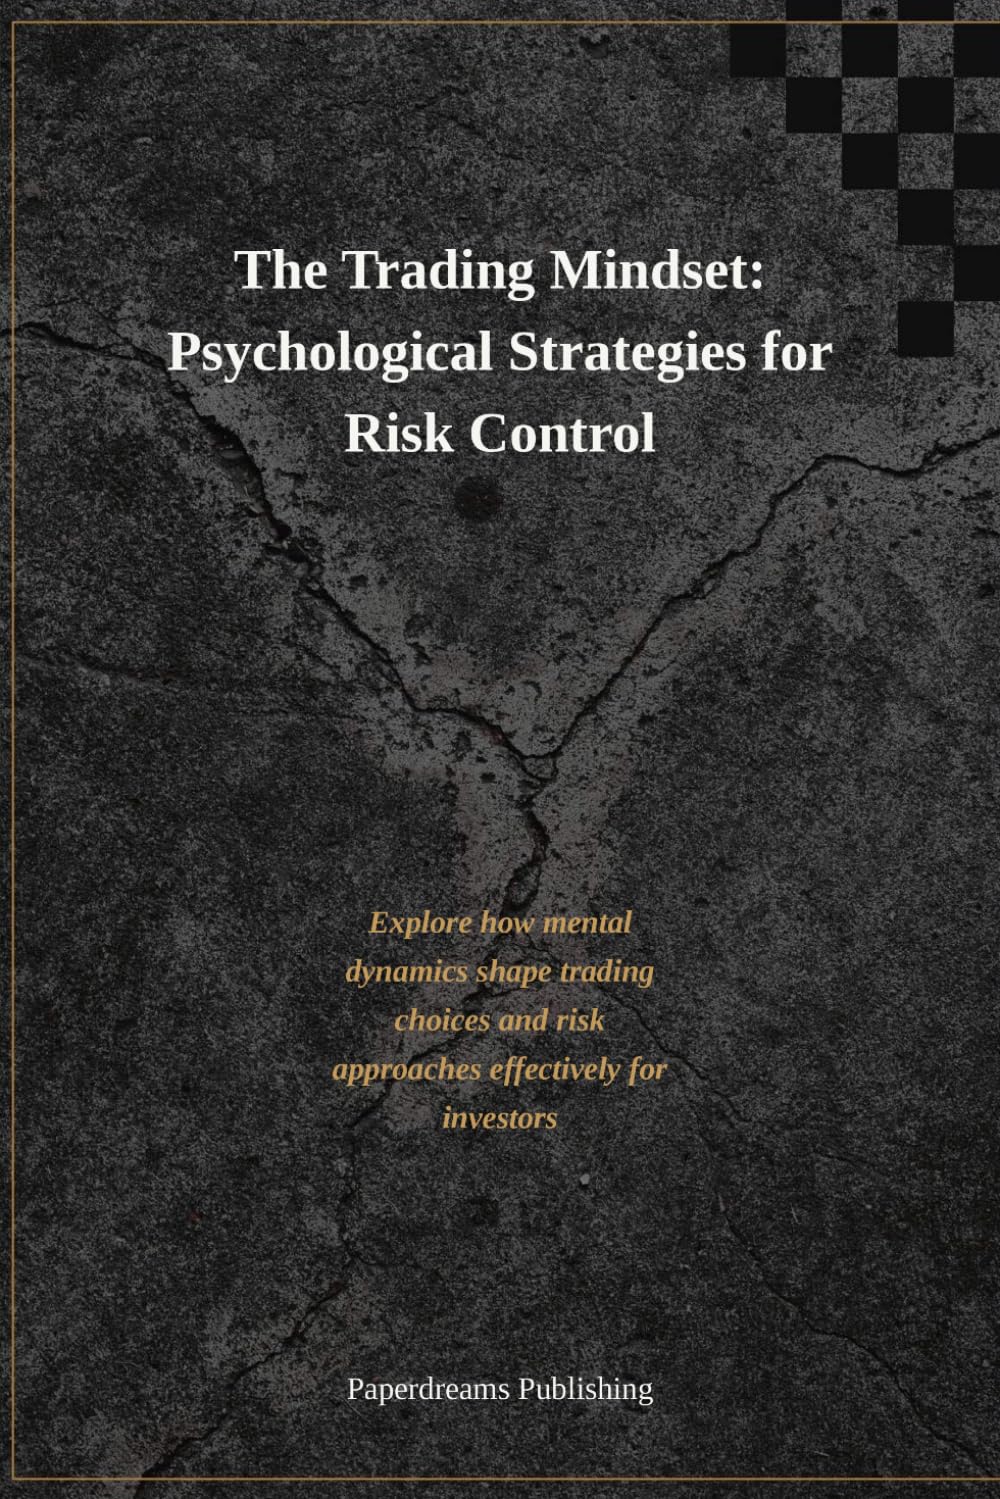 The Trading Mindset:
Psychological Strategies for
Risk Control
Explore how mental
dynamics shape trading
choices and risk
approaches effectively for
investors
Paperdreams Publishing